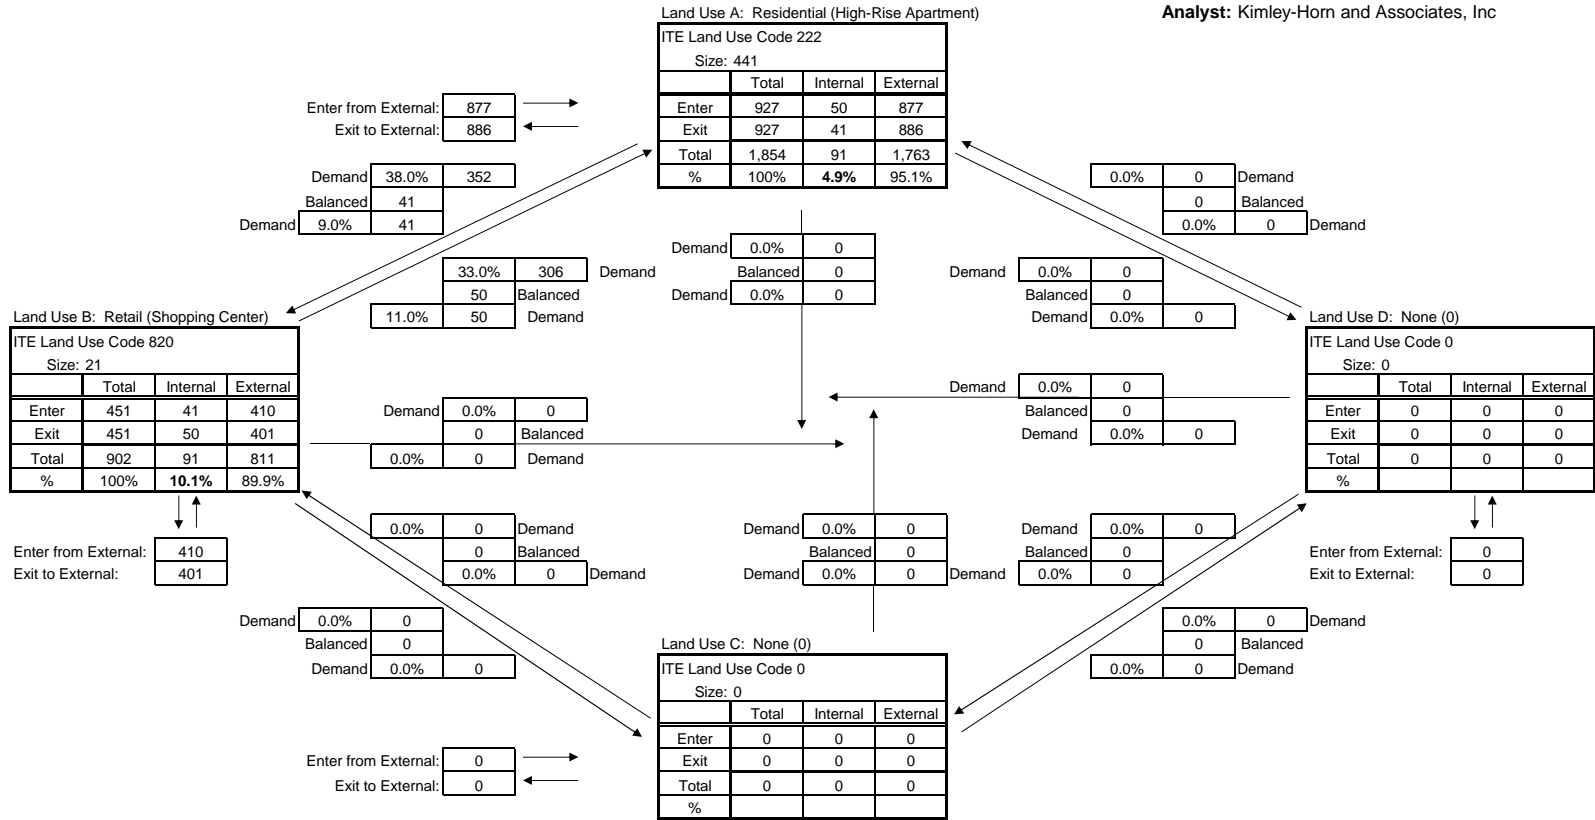 Land Use A: Residential (High-Rise Apartment)
Analyst: Kimley-Horn and Associates, Inc
ITE Land Use Code 222
Size: 441
Total Internal External
Enter 927 50 877
Exit 927 41 886
Total 1,854 91 1,763
% 100% 4.9% 95.1%
Enter from External: 877
Exit to External: 886
Demand 38.0% 352
Balanced 41
Demand 9.0% 41
0.0% 0 Demand
0 Balanced
0.0% 0 Demand
Demand 0.0% 0
Balanced 0
Demand 0.0% 0
33.0% 306 Demand
50 Balanced
11.0% 50 Demand
Demand 0.0% 0
Balanced 0
Demand 0.0% 0
Land Use B: Retail (Shopping Center)
ITE Land Use Code 820
Size: 21
Total Internal External
Enter 451 41 410
Exit 451 50 401
Total 902 91 811
% 100% 10.1% 89.9%
Land Use D: None (0)
ITE Land Use Code 0
Size: 0
Total Internal External
Enter 0 0 0
Exit 0 0 0
Total 0 0 0
%
Demand 0.0% 0
0 Balanced
0.0% 0 Demand
Demand 0.0% 0
Balanced 0
Demand 0.0% 0
Enter from External: 410
Exit to External: 401
0.0% 0 Demand
0 Balanced
0.0% 0 Demand
Demand 0.0% 0
Balanced 0
Demand 0.0% 0
Demand 0.0% 0
Balanced 0
Demand 0.0% 0
Enter from External: 0
Exit to External: 0
Demand 0.0% 0
Balanced 0
Demand 0.0% 0
0.0% 0 Demand
0 Balanced
0.0% 0 Demand
Land Use C: None (0)
ITE Land Use Code 0
Size: 0
Total Internal External
Enter 0 0 0
Exit 0 0 0
Total 0 0 0
%
Enter from External: 0
Exit to External: 0